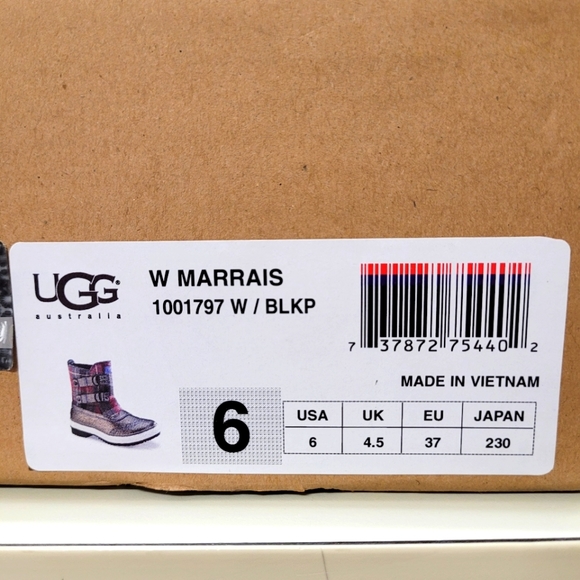 UGG
australia
W MARRAIS
1001797 W / BLKP
7 37872 75440 2
MADE IN VIETNAM
6
USA UK EU JAPAN
6 4.5 37 230